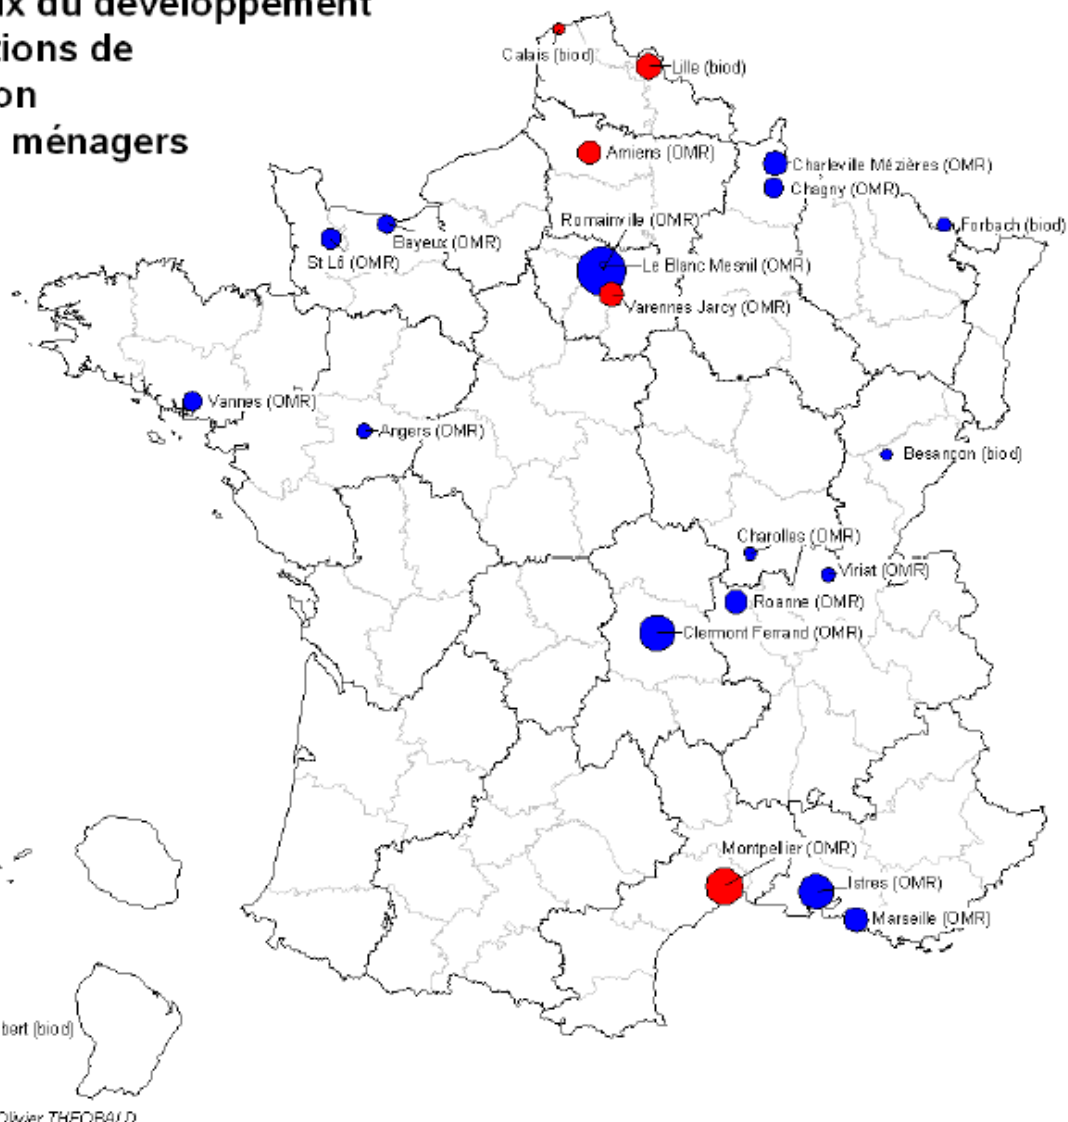 x du développement
tions de
on
ménagers
Calais (biod)
Lille (biod)
Amiens (OMR)
Charleville Mézières (OMR)
Chagny (OMR)
Romainville (OMR)
Forbach (biod)
Bayeux (OMR)
St Lô (OMR)
Le Blanc Mesnil (OMR)
Varennes Jarcy (OMR)
Vannes (OMR)
Angers (OMR)
Besançon (biod)
Charolles (OMR)
Viriat (OMR)
Roanne (OMR)
Clermont Ferrand (OMR)
Montpellier (OMR)
Istres (OMR)
Marseille (OMR)
bert (biod)
Olivier THEOBALD